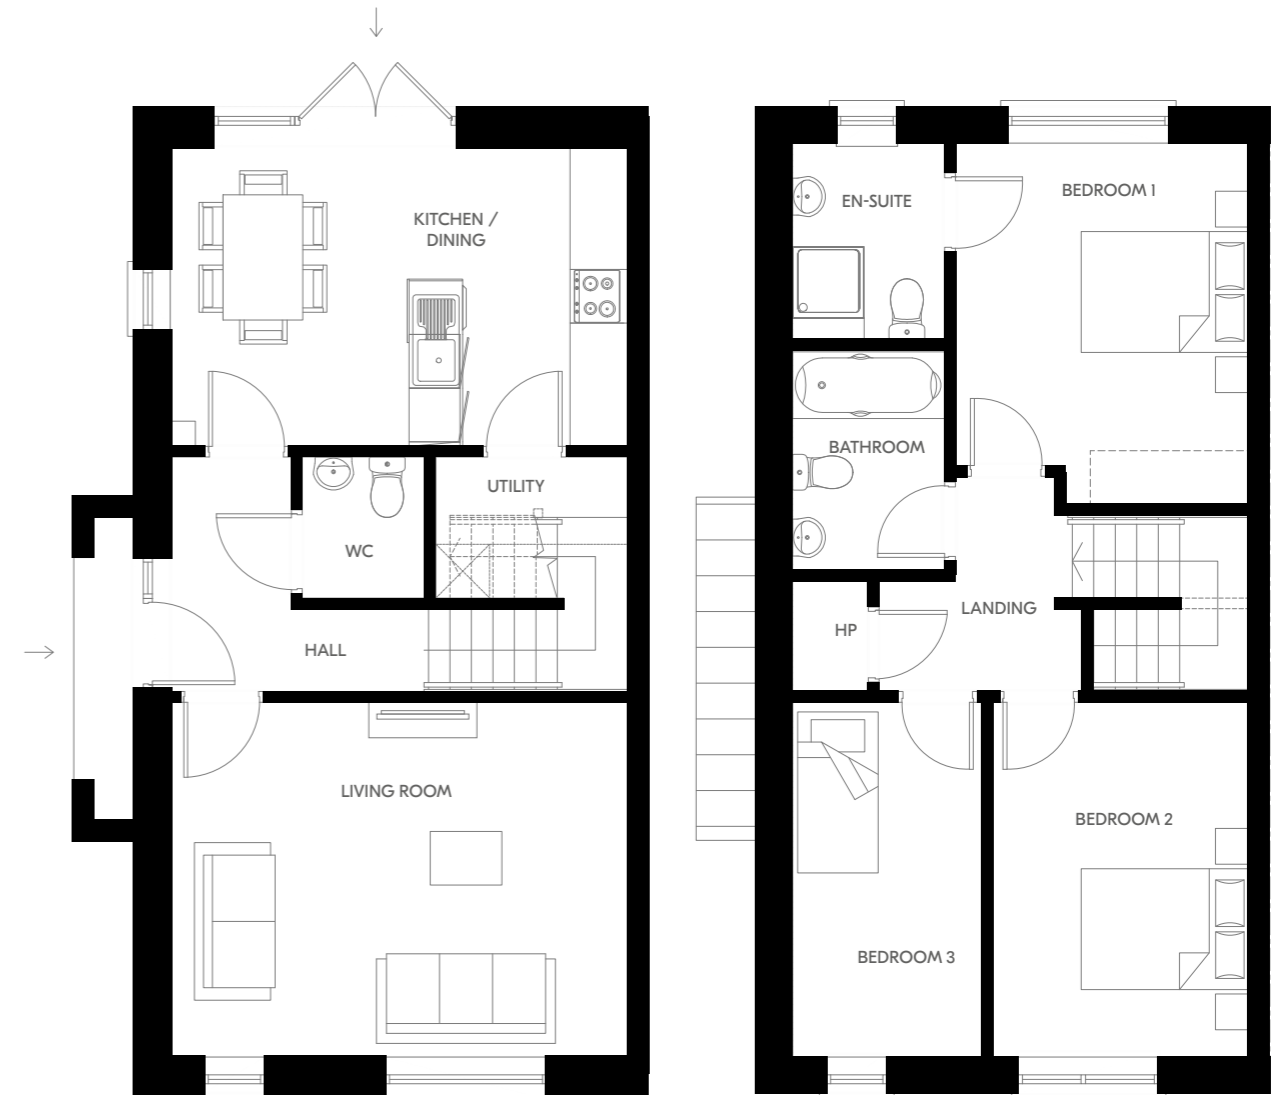 KITCHEN /
DINING
UTILITY
WC
HALL
LIVING ROOM
EN-SUITE
BEDROOM 1
BATHROOM
HP
LANDING
BEDROOM 2
BEDROOM 3